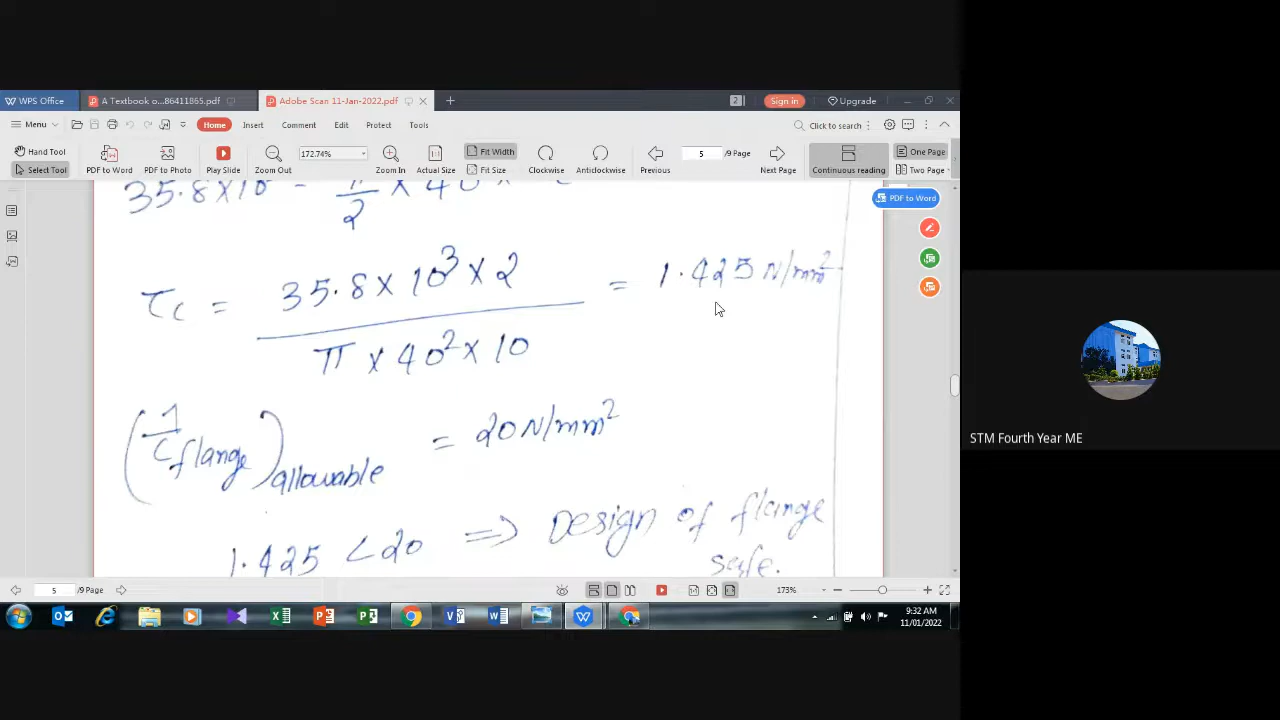 WPS Office
A Textbook o...86411865.pdf
Adobe Scan 11-Jan-2022.pdf
2
Sign in
Upgrade
Menu
Home
Insert
Comment
Edit
Protect
Tools
Click to search
Hand Tool
Select Tool
PDF to Word
PDF to Photo
Play Slide
Zoom Out
172.74%
Zoom In
Actual Size
Fit Width
Fit Size
Clockwise
Anticlockwise
Previous
5
/9 Page
Next Page
Continuous reading
One Page
Two Page
PDF to Word
τc = 35.8 × 10³ × 2 = 1.425 N/mm²
π × 40² × 10
flange allowable = 20 N/mm²
1.425 < 20 ⇒ Design of flange
safe.
STM Fourth Year ME
5
/9 Page
173%
9:32 AM
11/01/2022